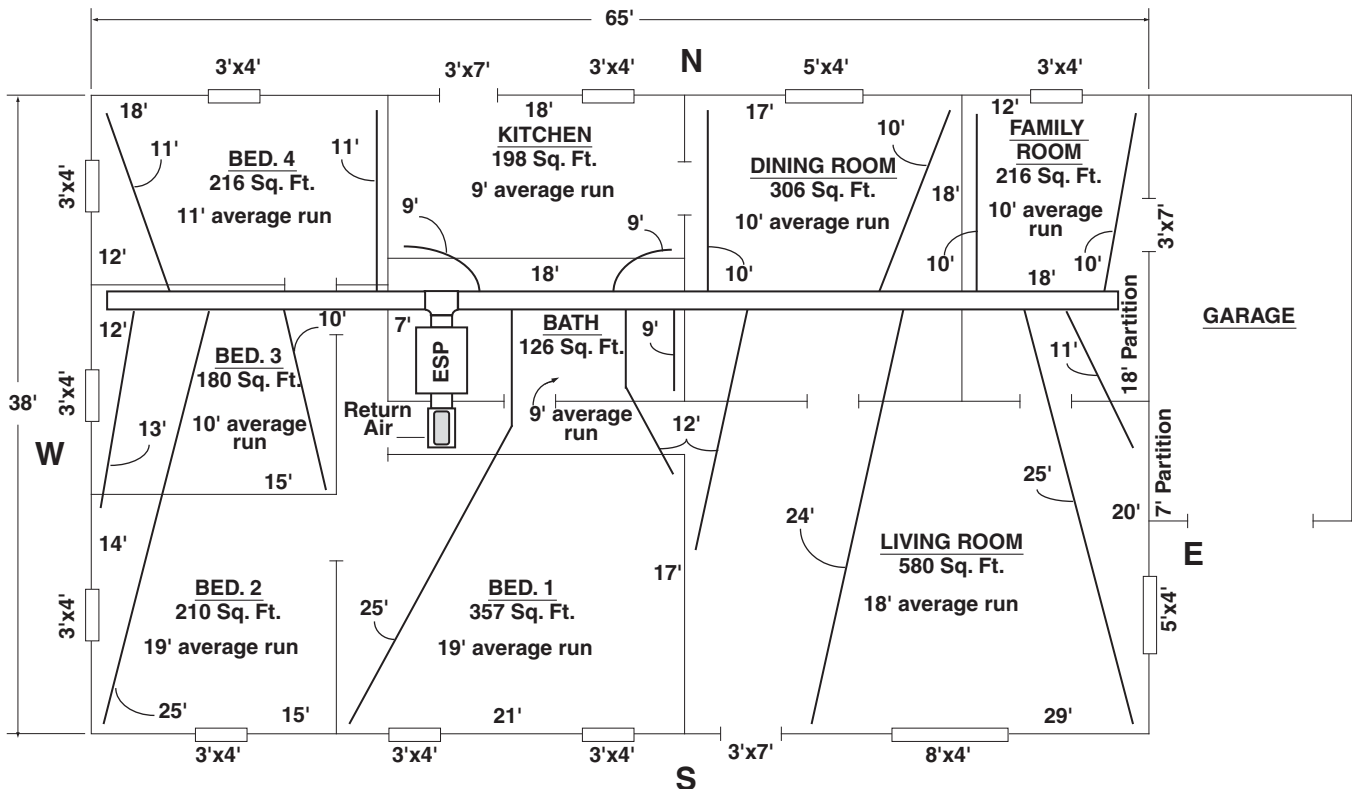 65'
3'x4'
3'x7'
3'x4'
N
5'x4'
3'x4'
18'
11'
BED. 4
216 Sq. Ft.
11' average run
11'
3'x4'
12'
18'
KITCHEN
198 Sq. Ft.
9' average run
9'
9'
18'
17'
10'
DINING ROOM
306 Sq. Ft.
10' average run
10'
18'
12'
FAMILY
ROOM
216 Sq. Ft.
10' average
run
10'
10'
18'
3'x7'
18' Partition
GARAGE
38'
W
3'x4'
12'
10'
BED. 3
180 Sq. Ft.
10' average
run
13'
15'
7'
ESP
Return
Air
BATH
126 Sq. Ft.
9'
9' average
run
12'
11'
14'
3'x4'
BED. 2
210 Sq. Ft.
19' average run
25'
15'
25'
BED. 1
357 Sq. Ft.
19' average run
17'
21'
24'
LIVING ROOM
580 Sq. Ft.
18' average run
25'
20'
7' Partition
E
5'x4'
29'
3'x4'
3'x4'
3'x4'
3'x7'
8'x4'
S